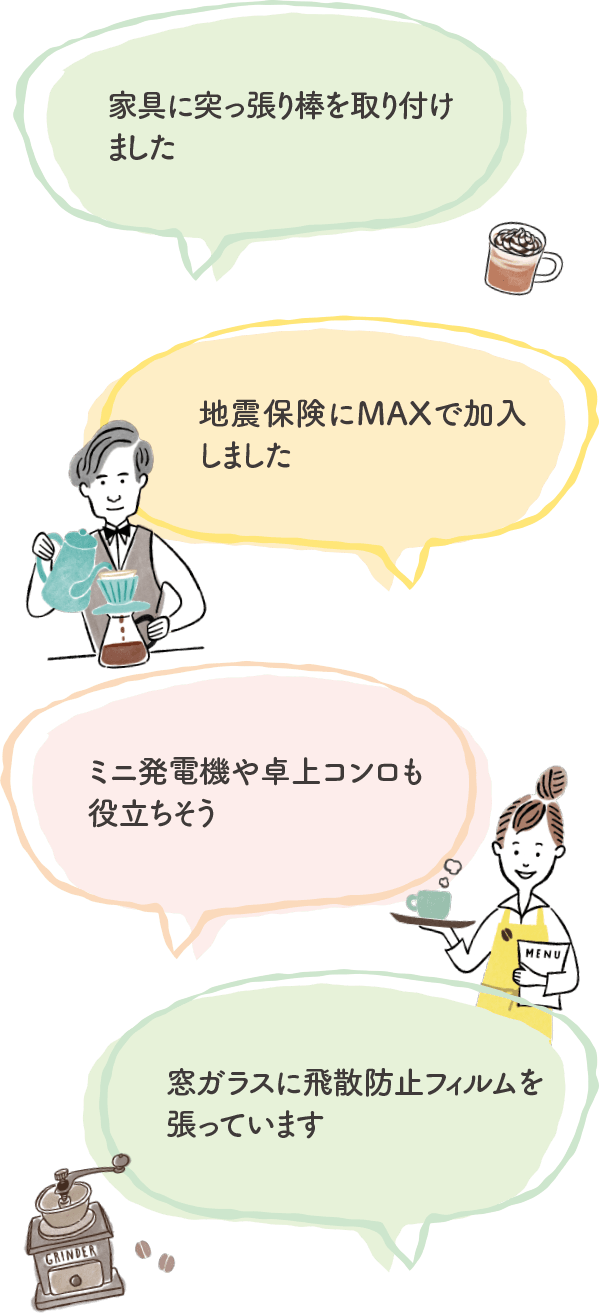 家具に突っ張り棒を取り付け
ました
地震保険にMAXで加入
しました
ミニ発電機や卓上コンロも
役立ちそう
MENU
窓ガラスに飛散防止フィルムを
張っています
GRINDER